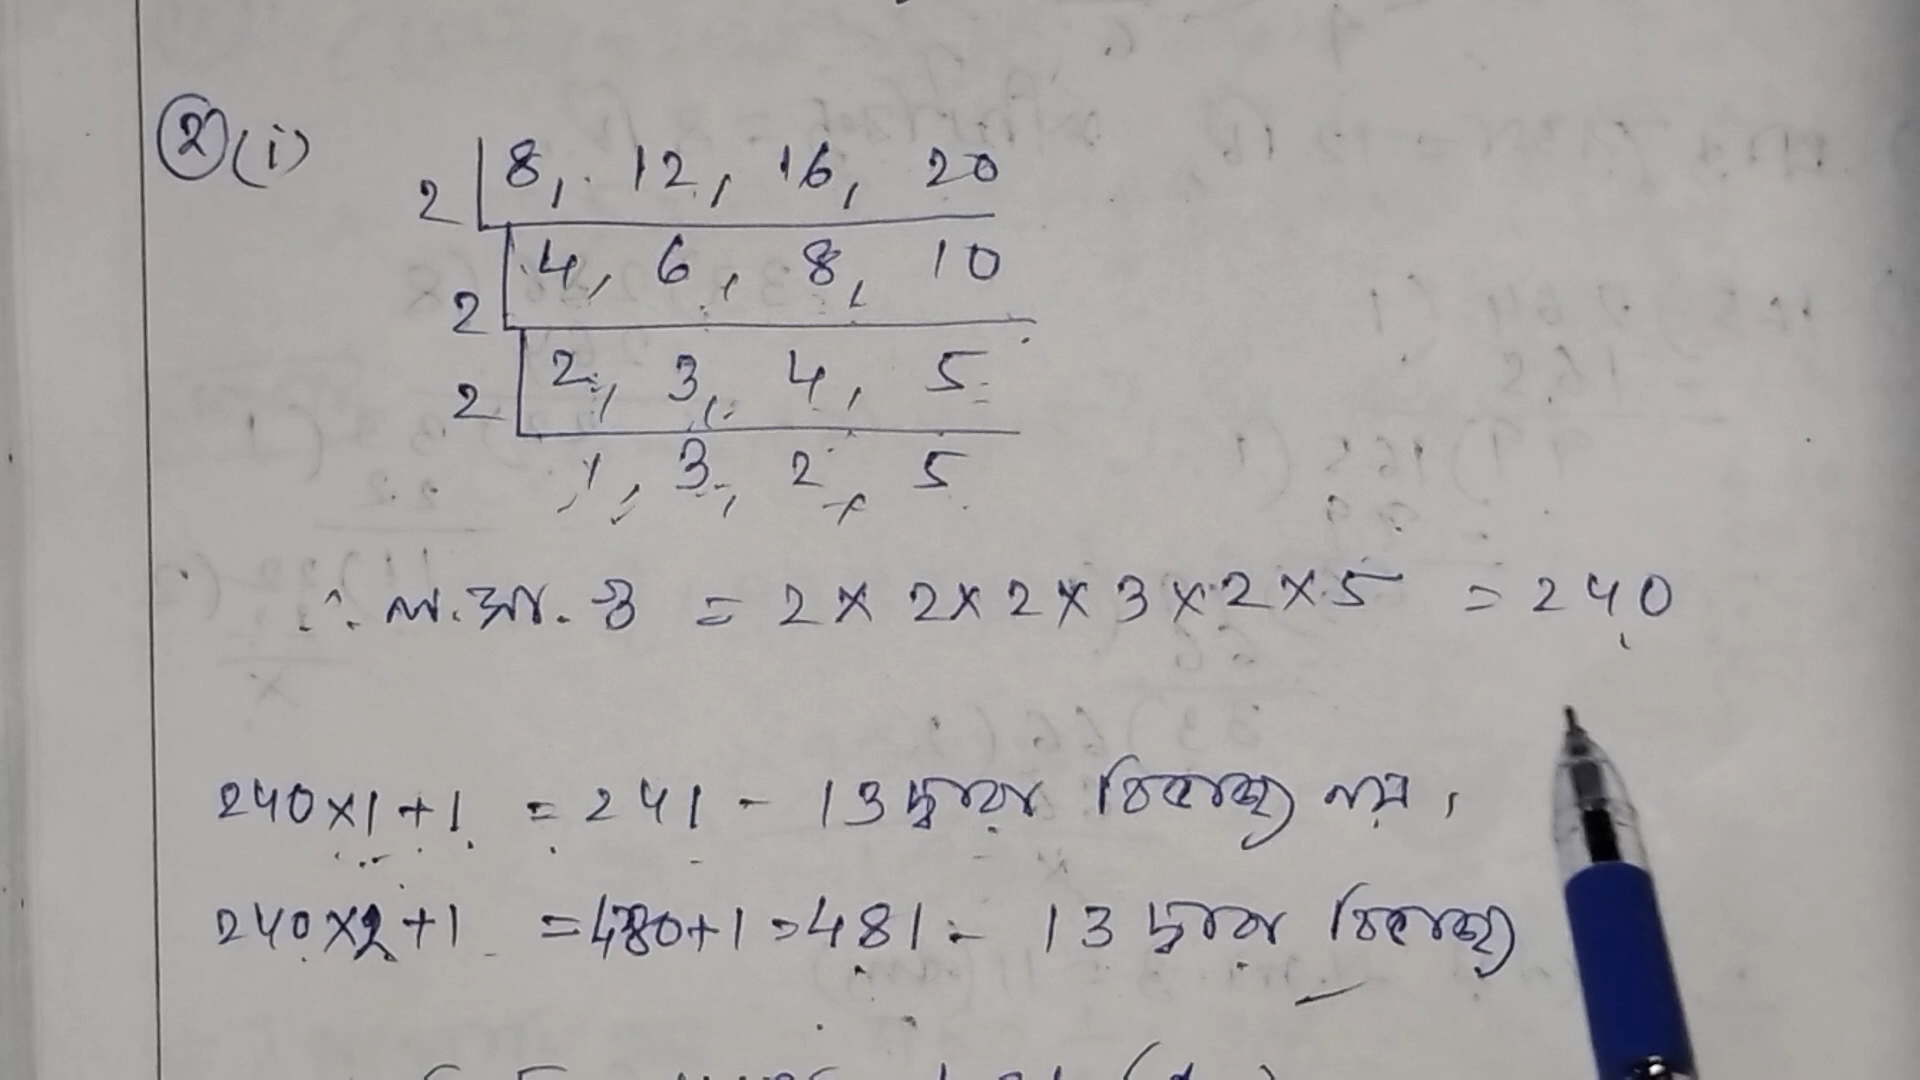 2 (i)
2 | 8, 12, 16, 20
2 | 4, 6, 8, 10
2 | 2, 3, 4, 5
1, 3, 2, 5
∴ ল.সা.গু = 2 × 2 × 2 × 3 × 2 × 5 = 240
240×1+1 = 241 - 13 দ্বারা বিভাজ্য নয়,
240×2+1 = 480+1 = 481 - 13 দ্বারা বিভাজ্য